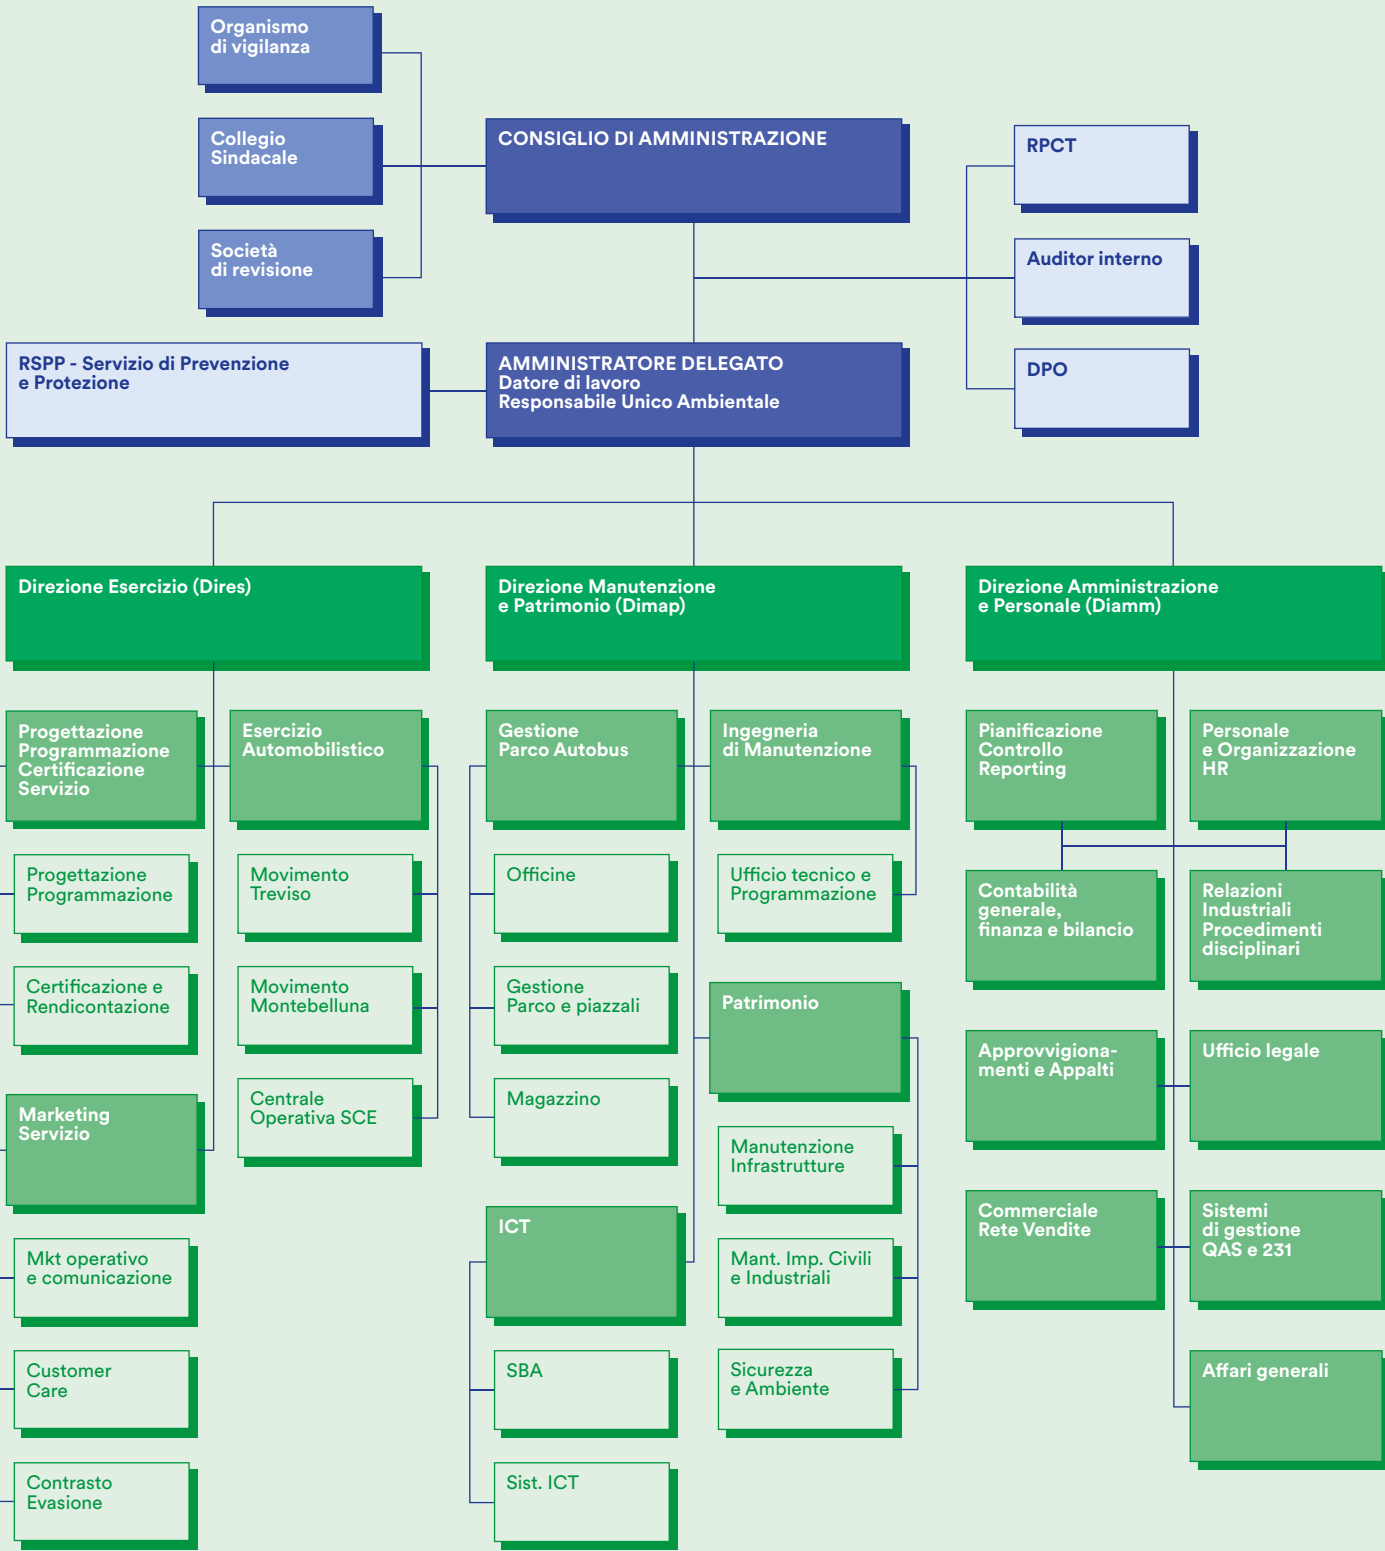 Organismo
di vigilanza
Collegio
Sindacale
Società
di revisione
CONSIGLIO DI AMMINISTRAZIONE
RPCT
Auditor interno
DPO
RSPP - Servizio di Prevenzione
e Protezione
AMMINISTRATORE DELEGATO
Datore di lavoro
Responsabile Unico Ambientale
Direzione Esercizio (Dires)
Progettazione
Programmazione
Certificazione
Servizio
Progettazione
Programmazione
Certificazione e
Rendicontazione
Marketing
Servizio
Mkt operativo
e comunicazione
Customer
Care
Contrasto
Evasione
Esercizio
Automobilistico
Movimento
Treviso
Movimento
Montebelluna
Centrale
Operativa SCE
Direzione Manutenzione
e Patrimonio (Dimap)
Gestione
Parco Autobus
Officine
Gestione
Parco e piazzali
Magazzino
ICT
SBA
Sist. ICT
Ingegneria
di Manutenzione
Ufficio tecnico e
Programmazione
Patrimonio
Manutenzione
Infrastrutture
Mant. Imp. Civili
e Industriali
Sicurezza
e Ambiente
Direzione Amministrazione
e Personale (Diamm)
Pianificazione
Controllo
Reporting
Personale
e Organizzazione
HR
Contabilità
generale,
finanza e bilancio
Relazioni
Industriali
Procedimenti
disciplinari
Approvvigiona-
menti e Appalti
Ufficio legale
Commerciale
Rete Vendite
Sistemi
di gestione
QAS e 231
Affari generali